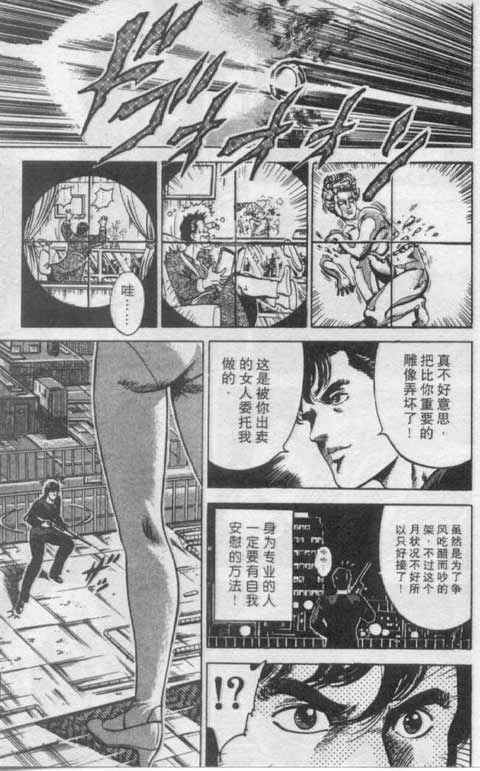 ドドオオオオン
哇……
真不好意思，
把比你重要的
雕像弄坏了！
这是被你出卖
的女人委托我
做的．
虽然是为了争
风吃醋而吵的
架．不过这个
月状况不好所
以只好接了！
身为专业的人
一定要有自我
安慰的方法！
!?